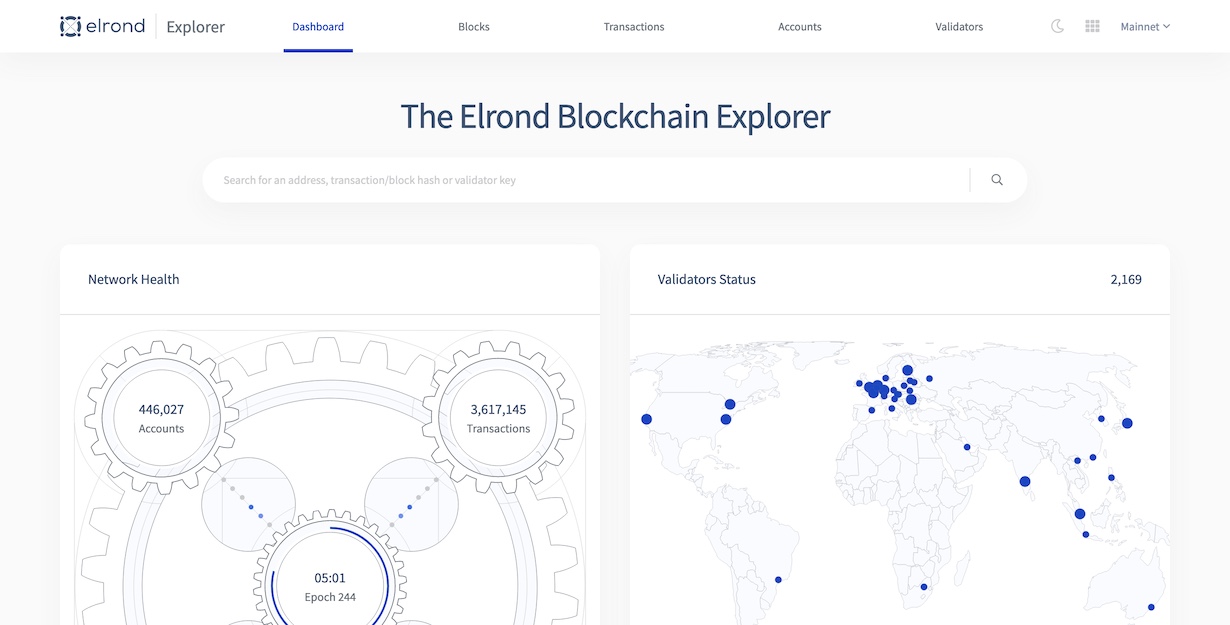 elrond Explorer Dashboard Blocks Transactions Accounts Validators Mainnet
The Elrond Blockchain Explorer
Search for an address, transaction/block hash or validator key
Network Health
446,027
Accounts
3,617,145
Transactions
05:01
Epoch 244
Validators Status 2,169